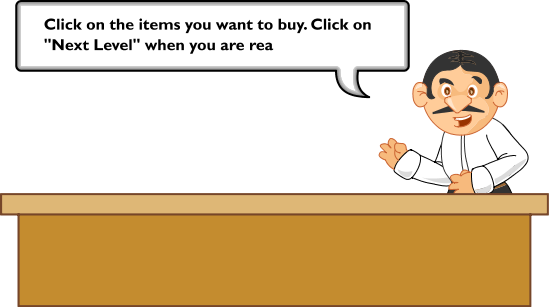 Click on the items you want to buy. Click on
"Next Level" when you are rea